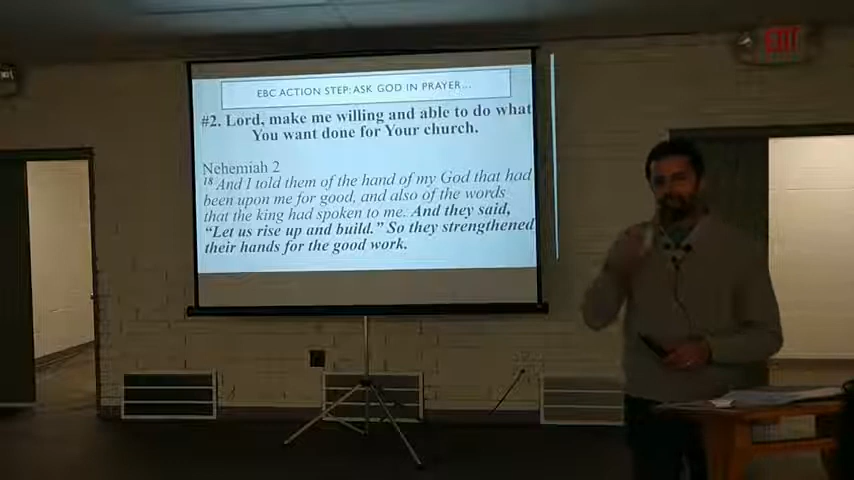 EBC ACTION STEP: ASK GOD IN PRAYER...
#2. Lord, make me willing and able to do what
You want done for YOUR church.
Nehemiah 2
18 And I told them of the hand of my God that had
been upon me for good, and also of the words
that the king had spoken to me. And they said,
"Let us rise up and build." So they strengthened
their hands for the good work.
EXIT